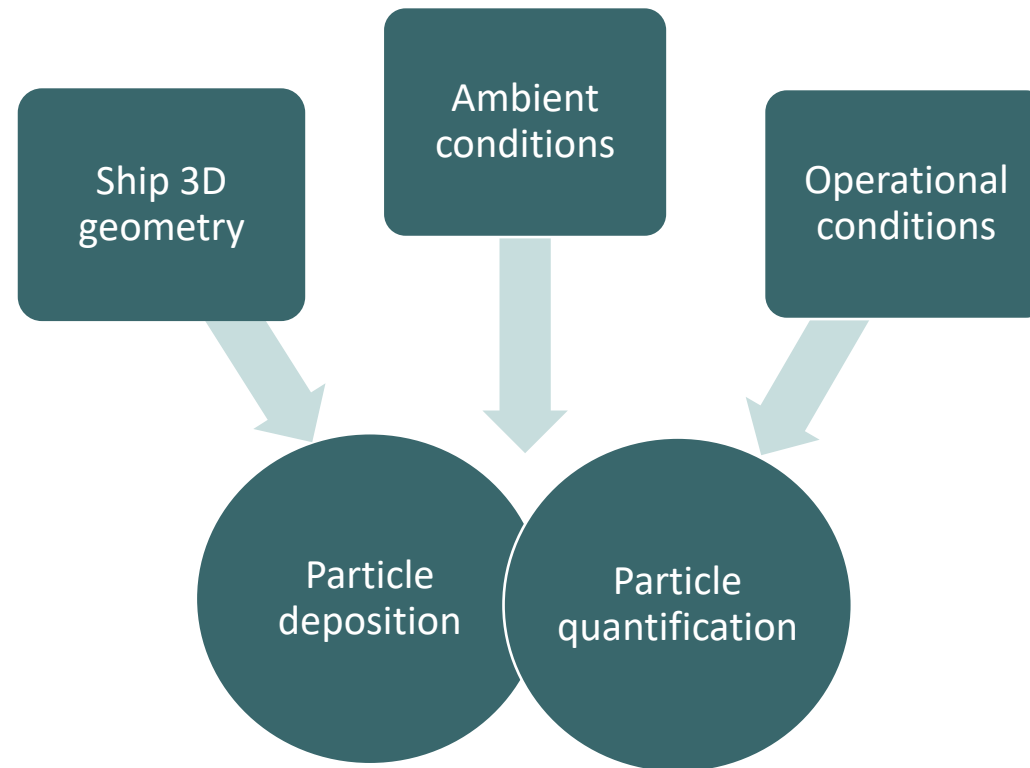 Ship 3D
geometry
Ambient
conditions
Operational
conditions
Particle
deposition
Particle
quantification